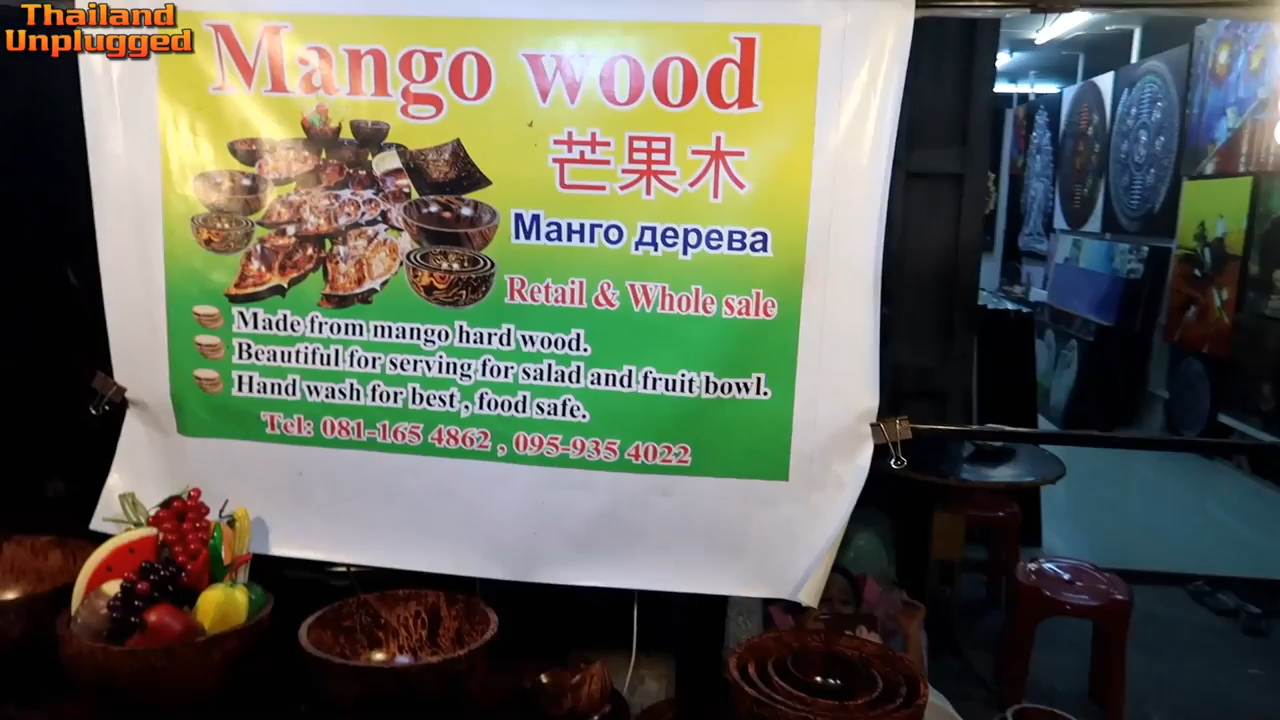 Thailand
Unplugged
Mango wood
芒果木
Манго дерева
Retail & Whole sale
Made from mango hard wood.
Beautiful for serving for salad and fruit bowl.
Hand wash for best , food safe.
Tel: 081-165 4862 , 095-935 4022